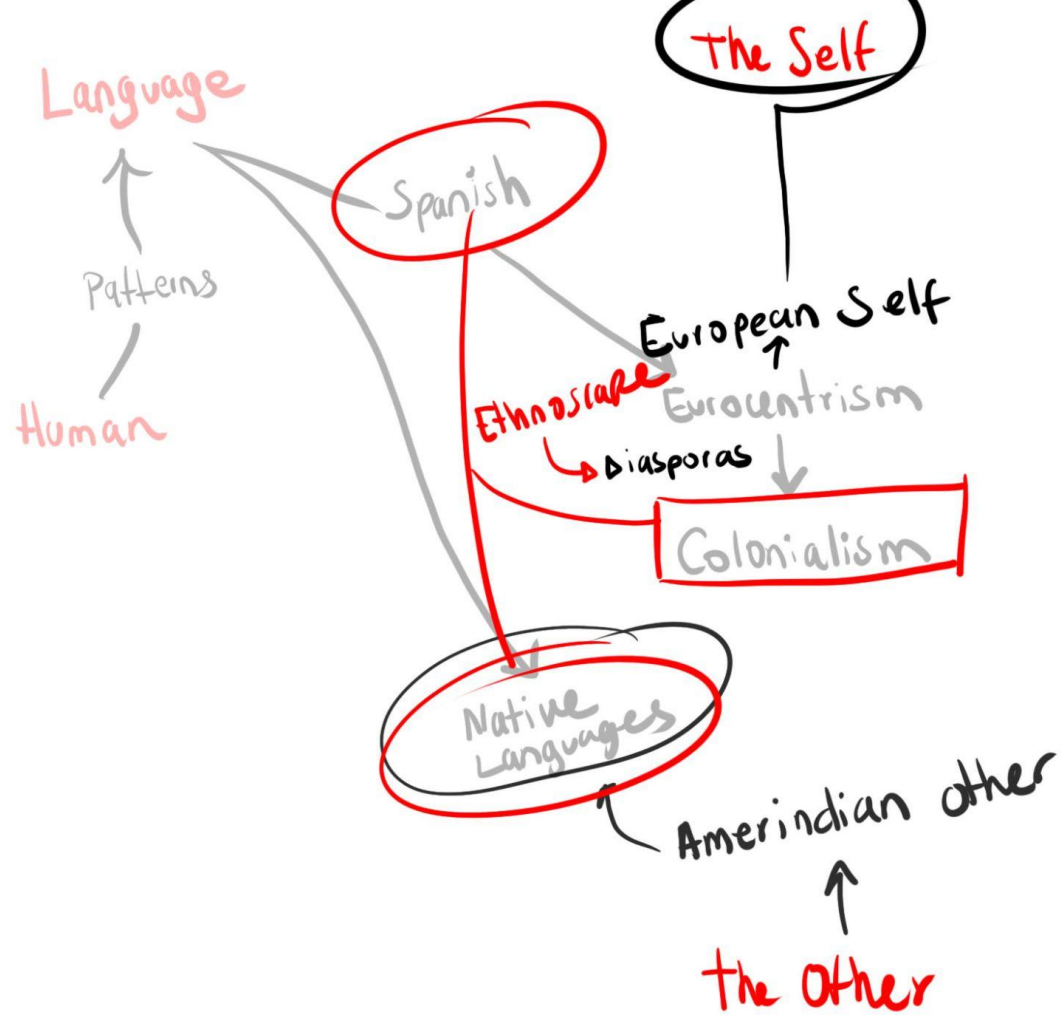 The Self
Language
Spanish
Patterns
European Self
Human
Ethnoscape
Eurocentrism
Diasporas
Colonialism
Native
Languages
Amerindian other
the Other